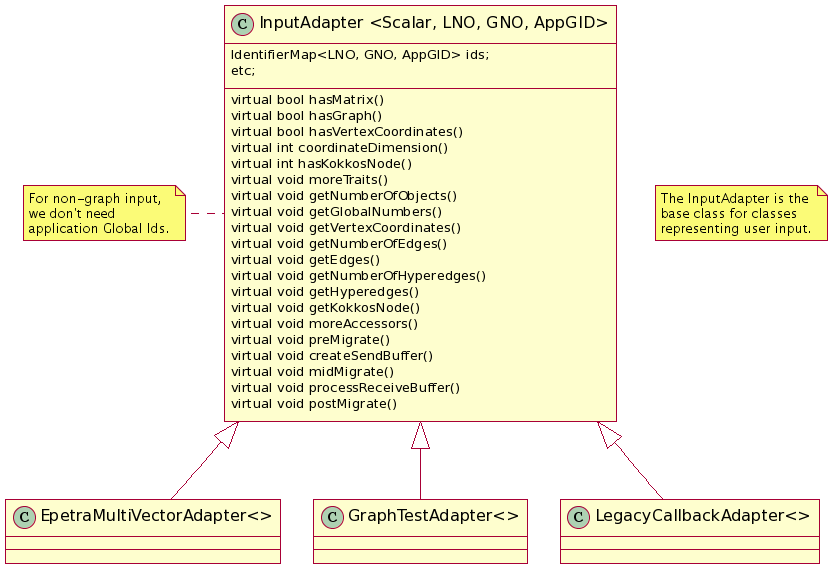 C InputAdapter <Scalar, LNO, GNO, AppGID>
IdentifierMap<LNO, GNO, AppGID> ids;
etc;
virtual bool hasMatrix()
virtual bool hasGraph()
virtual bool hasVertexCoordinates()
virtual int coordinateDimension()
virtual int hasKokkosNode()
virtual void moreTraits()
virtual void getNumberOfObjects()
virtual void getGlobalNumbers()
virtual void getVertexCoordinates()
virtual void getNumberOfEdges()
virtual void getEdges()
virtual void getNumberOfHyperedges()
virtual void getHyperedges()
virtual void getKokkosNode()
virtual void moreAccessors()
virtual void preMigrate()
virtual void createSendBuffer()
virtual void midMigrate()
virtual void processReceiveBuffer()
virtual void postMigrate()
For non-graph input,
we don't need
application Global Ids.
The InputAdapter is the
base class for classes
representing user input.
C EpetraMultiVectorAdapter<>
C GraphTestAdapter<>
C LegacyCallbackAdapter<>